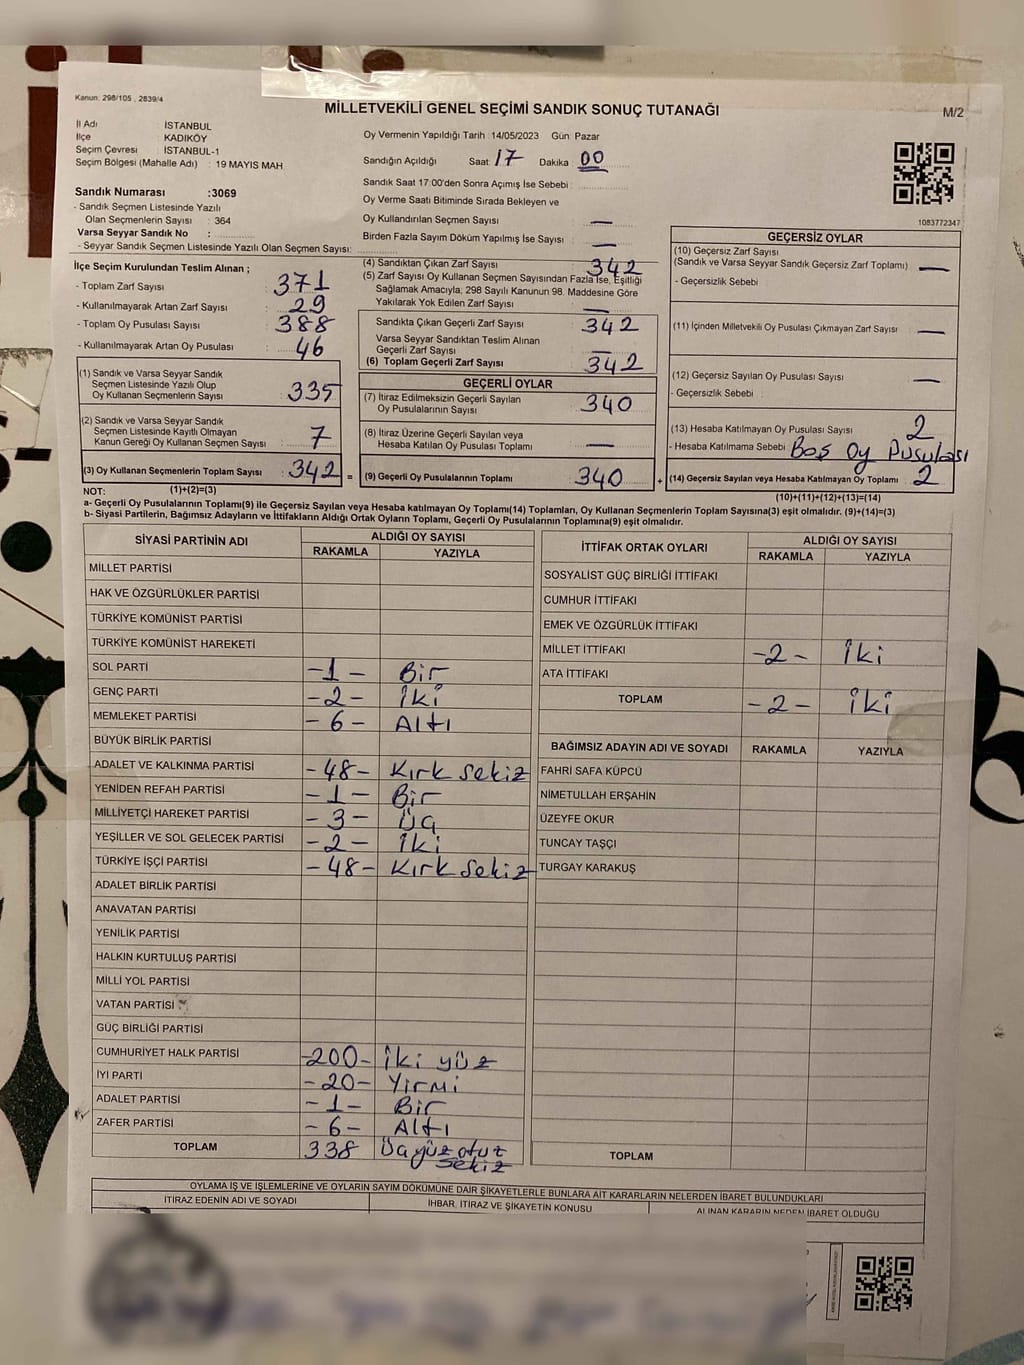 Kanun: 298/105 , 2839/4
MİLLETVEKİLİ GENEL SEÇİMİ SANDIK SONUÇ TUTANAĞI
M/2
İl Adı : İSTANBUL
İlçe : KADIKÖY
Seçim Çevresi : İSTANBUL-1
Seçim Bölgesi (Mahalle Adı) : 19 MAYIS MAH
Sandık Numarası :3069
- Sandık Seçmen Listesinde Yazılı
Olan Seçmenlerin Sayısı : 364
Varsa Seyyar Sandık No :
- Seyyar Sandık Seçmen Listesinde Yazılı Olan Seçmen Sayısı:
Oy Vermenin Yapıldığı Tarih :14/05/2023 Gün: Pazar
Sandığın Açıldığı Saat : 17 Dakika : 00
Sandık Saat 17:00'den Sonra Açımış İse Sebebi :
Oy Verme Saati Bitiminde Sırada Bekleyen ve
Oy Kullandırılan Seçmen Sayısı : —
Birden Fazla Sayım Döküm Yapılmış İse Sayısı : —
1083772347
İlçe Seçim Kurulundan Teslim Alınan ;
- Toplam Zarf Sayısı : 371
- Kullanılmayarak Artan Zarf Sayısı : 29
- Toplam Oy Pusulası Sayısı : 388
- Kullanılmayarak Artan Oy Pusulası : 46
(1) Sandık ve Varsa Seyyar Sandık
Seçmen Listesinde Yazılı Olup
Oy Kullanan Seçmenlerin Sayısı : 335
(2) Sandık ve Varsa Seyyar Sandık
Seçmen Listesinde Kayıtlı Olmayan
Kanun Gereği Oy Kullanan Seçmen Sayısı : 7
(3) Oy Kullanan Seçmenlerin Toplam Sayısı : 342 =
(4) Sandıktan Çıkan Zarf Sayısı : 342
(5) Zarf Sayısı Oy Kullanan Seçmen Sayısından Fazla İse, Eşitliği
Sağlamak Amacıyla; 298 Sayılı Kanunun 98. Maddesine Göre
Yakılarak Yok Edilen Zarf Sayısı : —
Sandıkta Çıkan Geçerli Zarf Sayısı : 342
Varsa Seyyar Sandıktan Teslim Alınan
Geçerli Zarf Sayısı : —
(6) Toplam Geçerli Zarf Sayısı : 342
GEÇERLİ OYLAR
(7) İtiraz Edilmeksizin Geçerli Sayılan
Oy Pusulalarının Sayısı : 340
(8) İtiraz Üzerine Geçerli Sayılan veya
Hesaba Katılan Oy Pusulası Toplamı : —
(9) Geçerli Oy Pusulalarının Toplamı : 340 +
GEÇERSİZ OYLAR
(10) Geçersiz Zarf Sayısı
(Sandık ve Varsa Seyyar Sandık Geçersiz Zarf Toplamı) : —
- Geçersizlik Sebebi
(11) İçinden Milletvekili Oy Pusulası Çıkmayan Zarf Sayısı : —
(12) Geçersiz Sayılan Oy Pusulası Sayısı : —
- Geçersizlik Sebebi :
(13) Hesaba Katılmayan Oy Pusulası Sayısı : 2
- Hesaba Katılmama Sebebi : Boş Oy Pusulası
(14) Geçersiz Sayılan veya Hesaba Katılmayan Oy Toplamı : 2
NOT: (1)+(2)=(3)
(10)+(11)+(12)+(13)=(14)
a- Geçerli Oy Pusulalarının Toplamı(9) ile Geçersiz Sayılan veya Hesaba katılmayan Oy Toplamı(14) Toplamları, Oy Kullanan Seçmenlerin Toplam Sayısına(3) eşit olmalıdır. (9)+(14)=(3)
b- Siyasi Partilerin, Bağımsız Adayların ve İttifakların Aldığı Ortak Oyların Toplamı, Geçerli Oy Pusulalarının Toplamına(9) eşit olmalıdır.
SİYASİ PARTİNİN ADI ALDIĞI OY SAYISI
RAKAMLA YAZIYLA
MİLLET PARTİSİ
HAK VE ÖZGÜRLÜKLER PARTİSİ
TÜRKİYE KOMÜNİST PARTİSİ
TÜRKİYE KOMÜNİST HAREKETİ
SOL PARTİ -1- Bir
GENÇ PARTİ -2- İki
MEMLEKET PARTİSİ -6- Altı
BÜYÜK BİRLİK PARTİSİ
ADALET VE KALKINMA PARTİSİ -48- Kırk Sekiz
YENİDEN REFAH PARTİSİ -1- Bir
MİLLİYETÇİ HAREKET PARTİSİ -3- Üç
YEŞİLLER VE SOL GELECEK PARTİSİ -2- İki
TÜRKİYE İŞÇİ PARTİSİ -48- Kırk Sekiz
ADALET BİRLİK PARTİSİ
ANAVATAN PARTİSİ
YENİLİK PARTİSİ
HALKIN KURTULUŞ PARTİSİ
MİLLİ YOL PARTİSİ
VATAN PARTİSİ
GÜÇ BİRLİĞİ PARTİSİ
CUMHURİYET HALK PARTİSİ -200- İki yüz
İYİ PARTİ -20- Yirmi
ADALET PARTİSİ -1- Bir
ZAFER PARTİSİ -6- Altı
TOPLAM 338 Üçyüz otuz
sekiz
İTTİFAK ORTAK OYLARI ALDIĞI OY SAYISI
RAKAMLA YAZIYLA
SOSYALİST GÜÇ BİRLİĞİ İTTİFAKI
CUMHUR İTTİFAKI
EMEK VE ÖZGÜRLÜK İTTİFAKI
MİLLET İTTİFAKI -2- İki
ATA İTTİFAKI
TOPLAM -2- İki
BAĞIMSIZ ADAYIN ADI VE SOYADI RAKAMLA YAZIYLA
FAHRİ SAFA KÜPCÜ
NİMETULLAH ERŞAHİN
ÜZEYFE OKUR
TUNCAY TAŞÇI
TURGAY KARAKUŞ
TOPLAM
OYLAMA İŞ VE İŞLEMLERİNE VE OYLARIN SAYIM DÖKÜMÜNE DAİR ŞİKAYETLERLE BUNLARA AİT KARARLARIN NELERDEN İBARET BULUNDUKLARI
İTİRAZ EDENİN ADI VE SOYADI İHBAR, İTİRAZ VE ŞİKAYETİN KONUSU ALINAN KARARIN NEDEN İBARET OLDUĞU